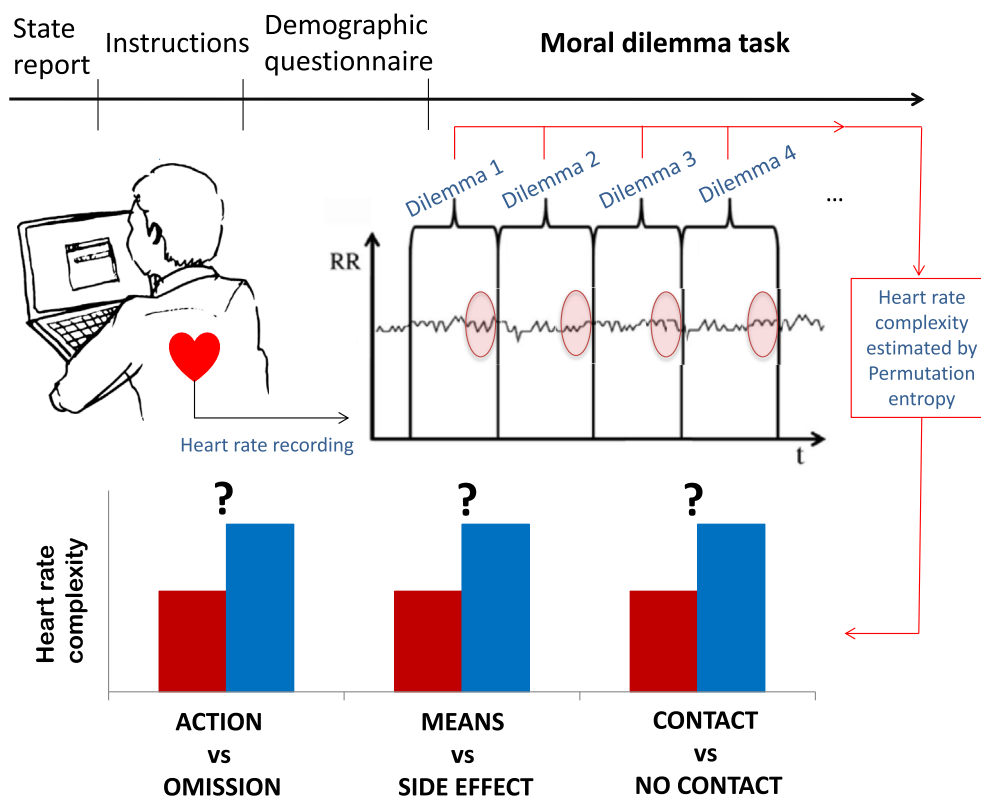 State
report
Instructions
Demographic
questionnaire
Moral dilemma task
Dilemma 1
Dilemma 2
Dilemma 3
Dilemma 4
...
RR
t
Heart rate recording
Heart rate
complexity
estimated by
Permutation
entropy
? ? ?
Heart rate
complexity
ACTION
vs
OMISSION
MEANS
vs
SIDE EFFECT
CONTACT
vs
NO CONTACT